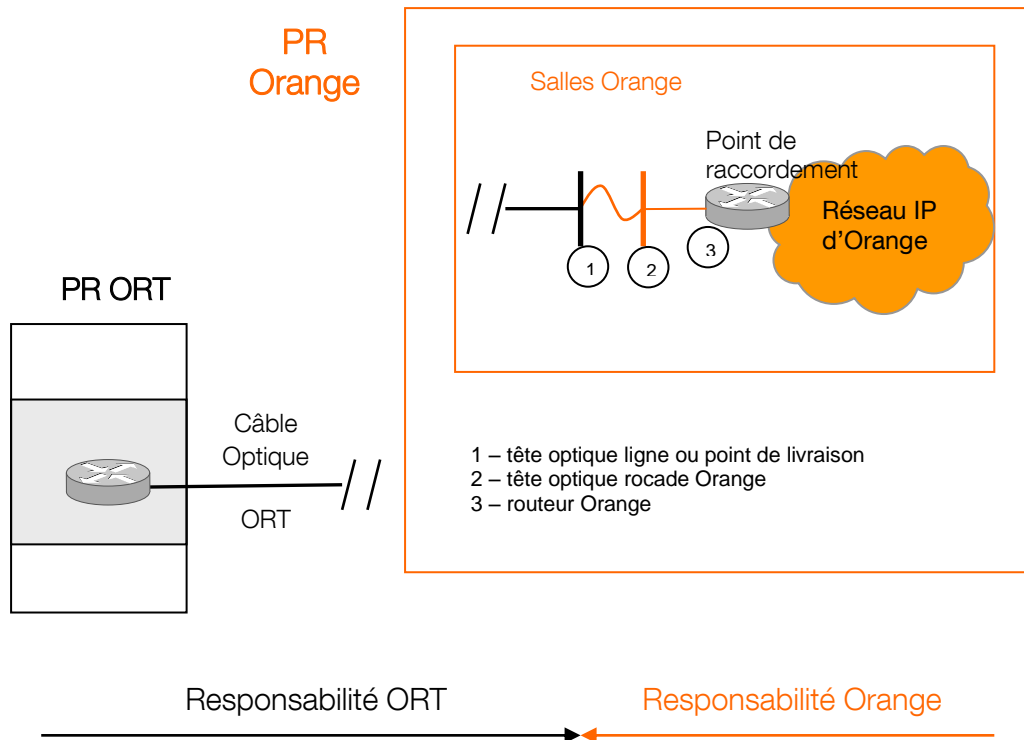 PR
Orange
Salles Orange
Point de
raccordement
Réseau IP
d’Orange
1
2
3
PR ORT
Câble
Optique
ORT
1 – tête optique ligne ou point de livraison
2 – tête optique rocade Orange
3 – routeur Orange
Responsabilité ORT
Responsabilité Orange